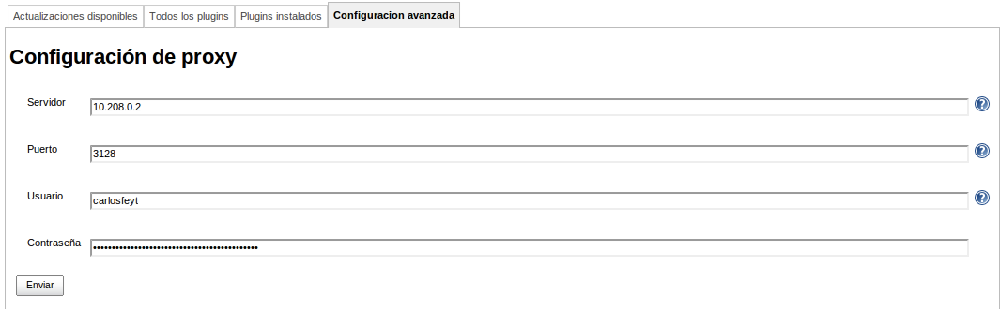 Actualizaciones disponibles Todos los plugins Plugins instalados Configuracion avanzada
Configuración de proxy
Servidor 10.208.0.2 ?
Puerto 3128 ?
Usuario carlosfeyt ?
Contraseña ••••••••••••••••••••••••••••••••••••••••••••
Enviar